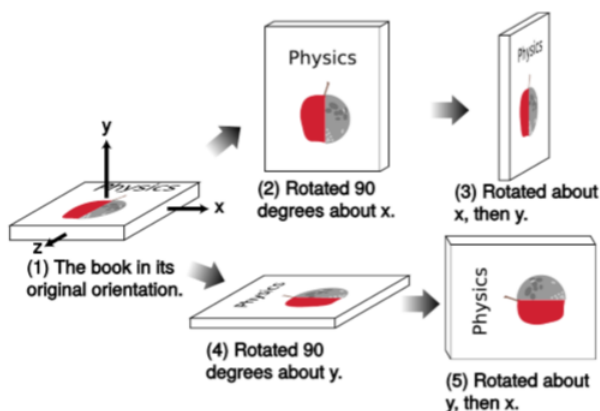 Physics
(2) Rotated 90
degrees about x.
Physics
(3) Rotated about
x, then y.
y
Physics
x
z
(1) The book in its
original orientation.
Physics
(4) Rotated 90
degrees about y.
Physics
(5) Rotated about
y, then x.